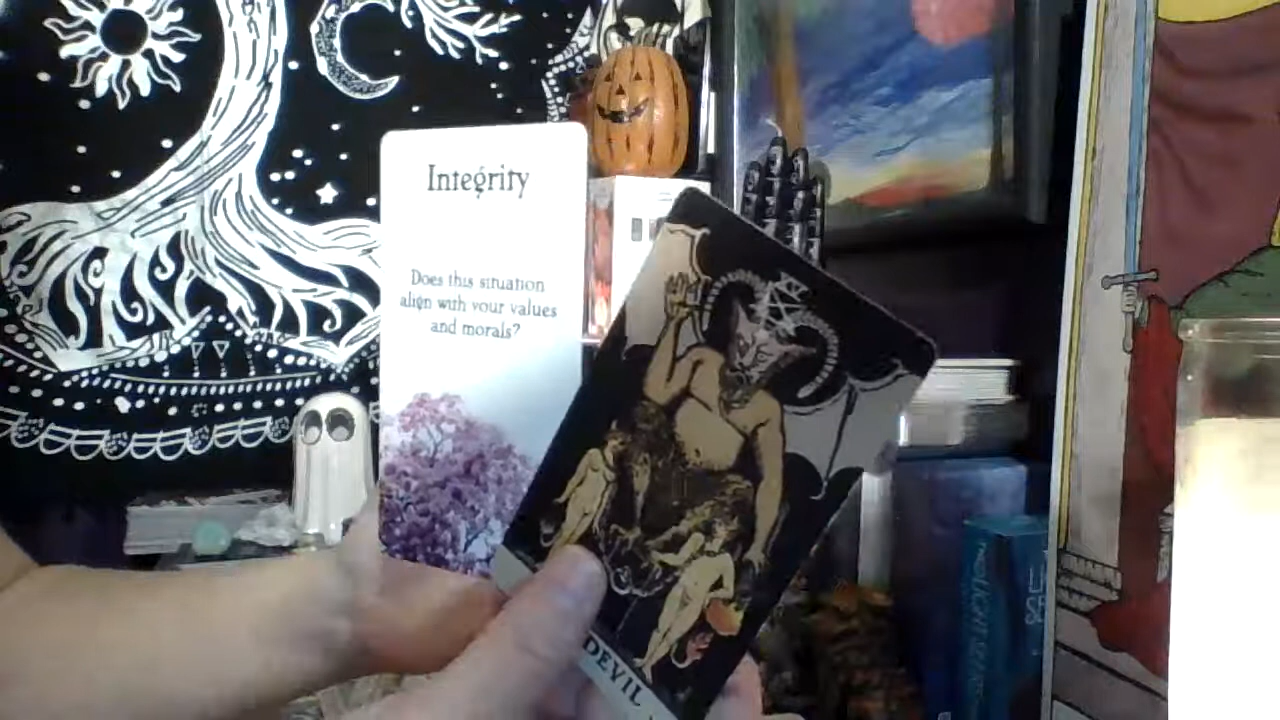 Integrity
Does this situation
align with your values
and morals?
DEVIL